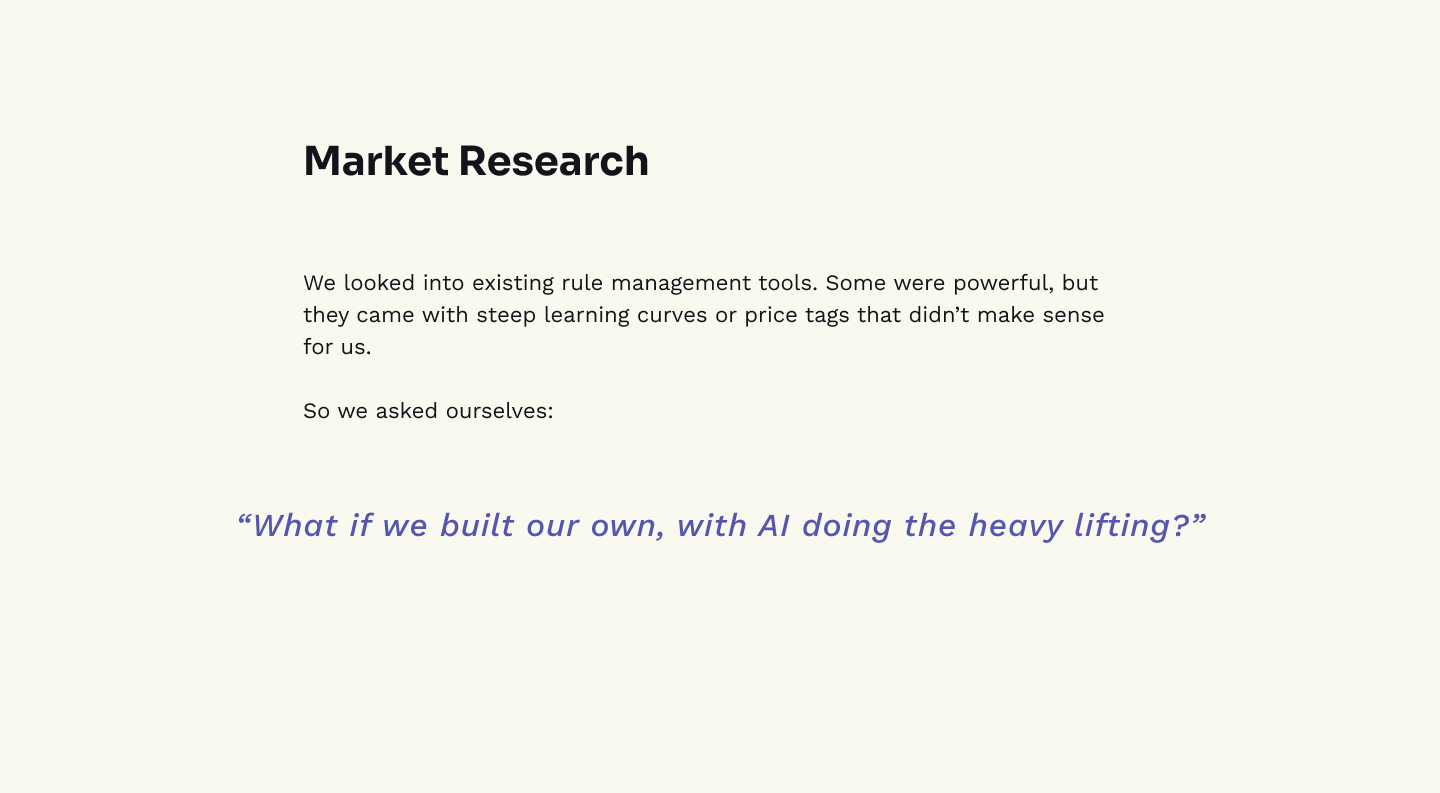 Market Research
We looked into existing rule management tools. Some were powerful, but
they came with steep learning curves or price tags that didn’t make sense
for us.
So we asked ourselves:
“What if we built our own, with AI doing the heavy lifting?”